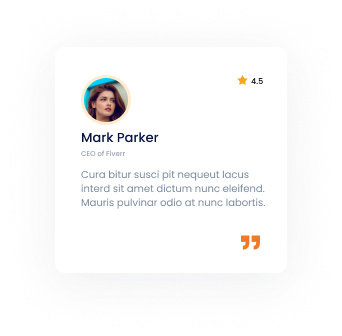 4.5
Mark Parker
CEO of Fiverr
Cura bitur susci pit nequeut lacus
interd sit amet dictum nunc eleifend.
Mauris pulvinar odio at nunc labortis.